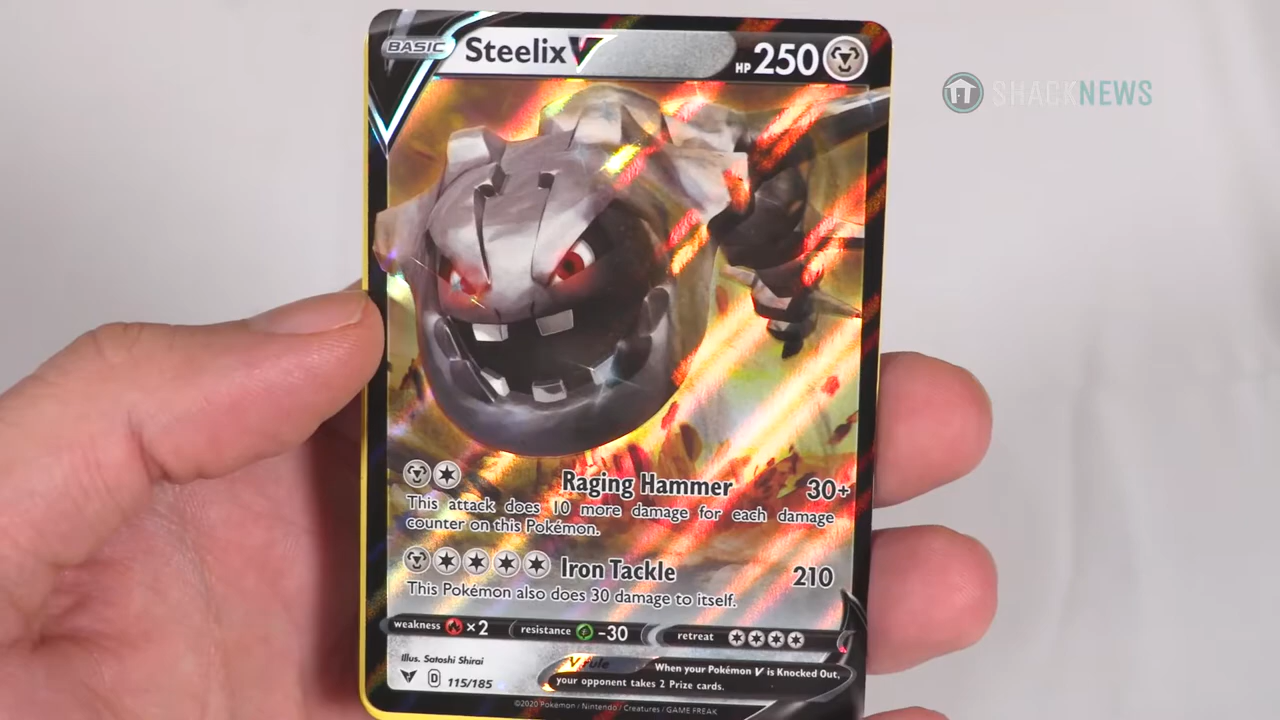 BASIC Steelix V HP 250
SHACKNEWS
Raging Hammer 30+
This attack does 10 more damage for each damage
counter on this Pokémon.
Iron Tackle 210
This Pokémon also does 30 damage to itself.
weakness ×2 resistance -30 retreat
Illus. Satoshi Shirai
V rule When your Pokémon V is Knocked Out,
your opponent takes 2 Prize cards.
D 115/185
©2020 Pokémon / Nintendo / Creatures / GAME FREAK